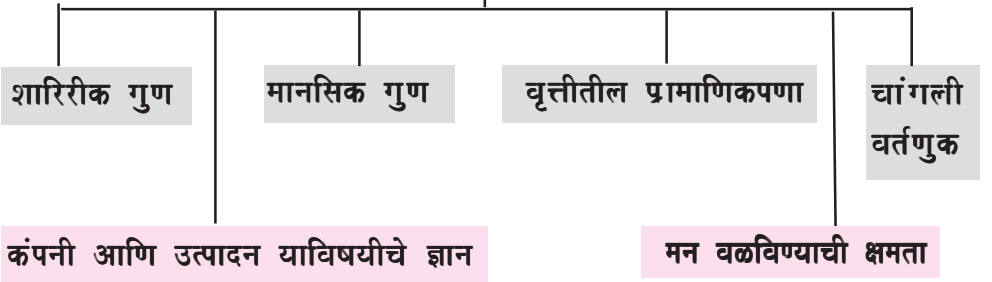 शारिरीक गुण
मानसिक गुण
वृत्तीतील प्रामाणिकपणा
चांगली
वर्तणुक
कंपनी आणि उत्पादन याविषयीचे ज्ञान
मन वळविण्याची क्षमता